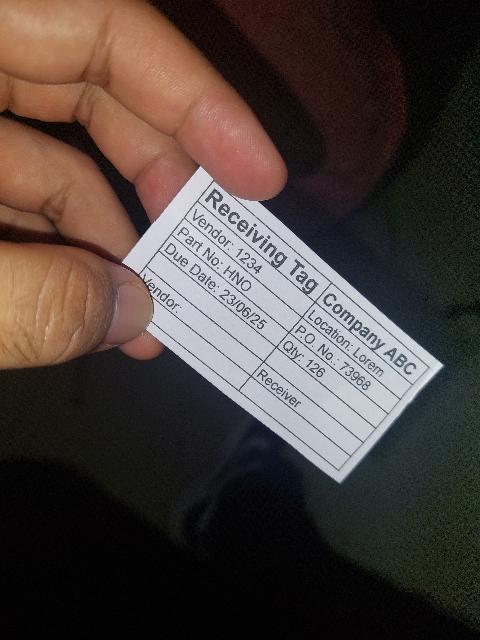 Receiving Tag Company ABC
Vendor: 1234 Location: Lorem
Part No: HNO P.O. No.: 73968
Due Date: 23/06/25 Qty: 126
Vendor: Receiver